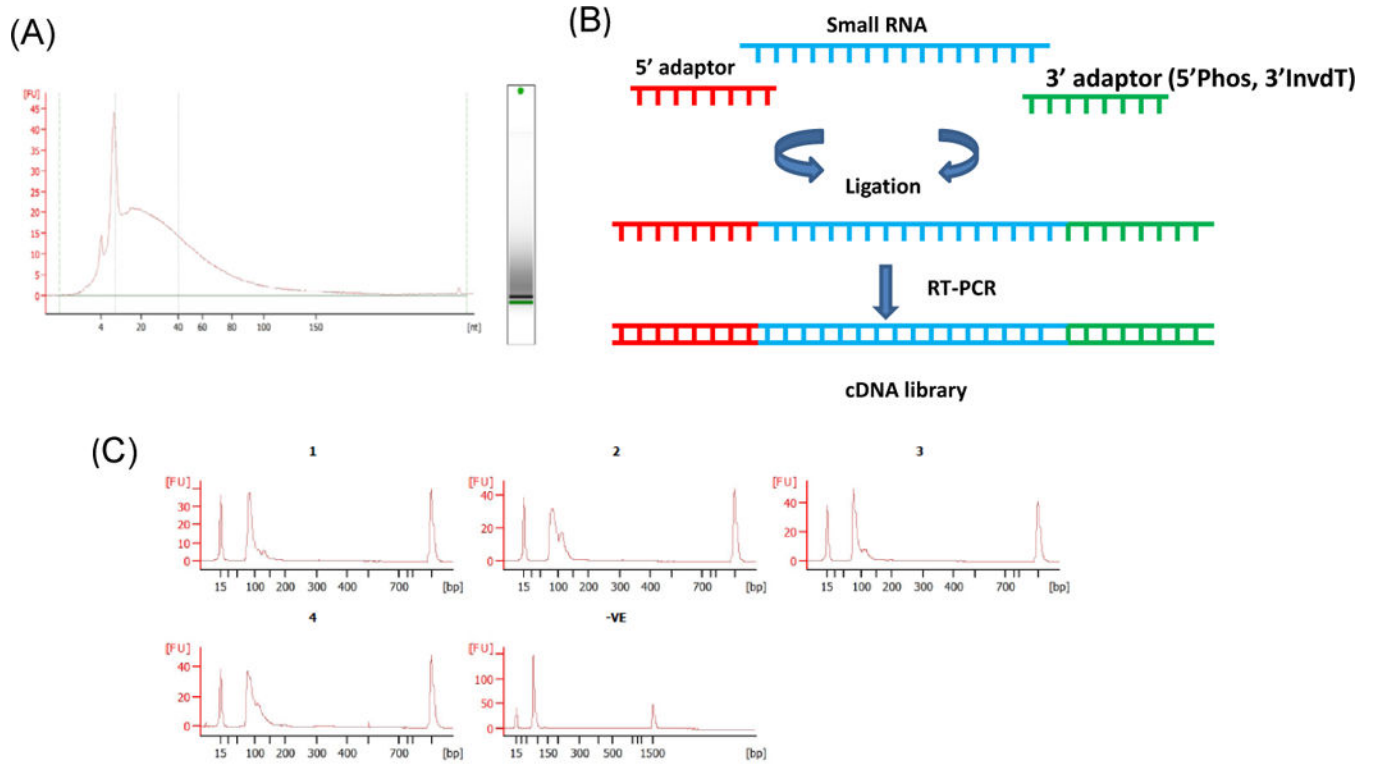 (A)
[FU]
45
40
35
30
25
20
15
10
5
0
4 20 40 60 80 100 150 [nt]
(B)
Small RNA
5' adaptor
3' adaptor (5'Phos, 3'InvdT)
Ligation
RT-PCR
cDNA library
(C)
1
[FU]
30
20
10
0
15 100 200 300 400 700 [bp]
2
[FU]
40
20
0
15 100 200 300 400 700 [bp]
3
[FU]
40
20
0
15 100 200 300 400 700 [bp]
4
[FU]
40
20
0
15 100 200 300 400 700 [bp]
-VE
[FU]
100
50
0
15 150 300 500 1500 [bp]